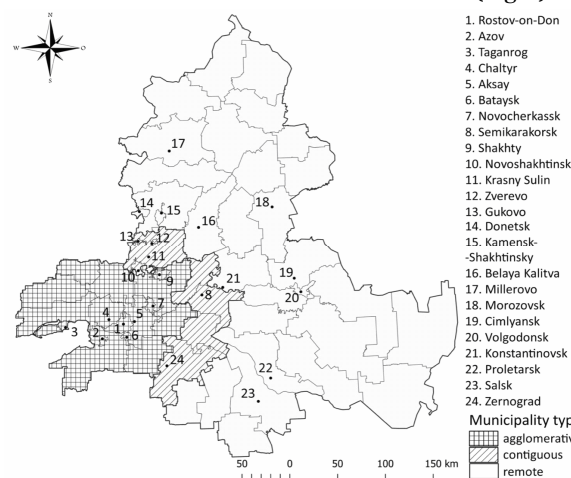 N
W
O
S
1. Rostov-on-Don
2. Azov
3. Taganrog
4. Chaltyr
5. Aksay
6. Bataysk
7. Novocherkassk
8. Semikarakorsk
9. Shakhty
10. Novoshakhtinsk
11. Krasny Sulin
12. Zverevo
13. Gukovo
14. Donetsk
15. Kamensk-
-Shakhtinsky
16. Belaya Kalitva
17. Millerovo
18. Morozovsk
19. Cimlyansk
20. Volgodonsk
21. Konstantinovsk
22. Proletarsk
23. Salsk
24. Zernograd
Municipality typ
agglomerativ
contiguous
remote
17
14
15
18
16
13
12
11
10
9
19
21
20
8
7
4
5
3
2
1
6
24
22
23
50 0 50 100 150 km